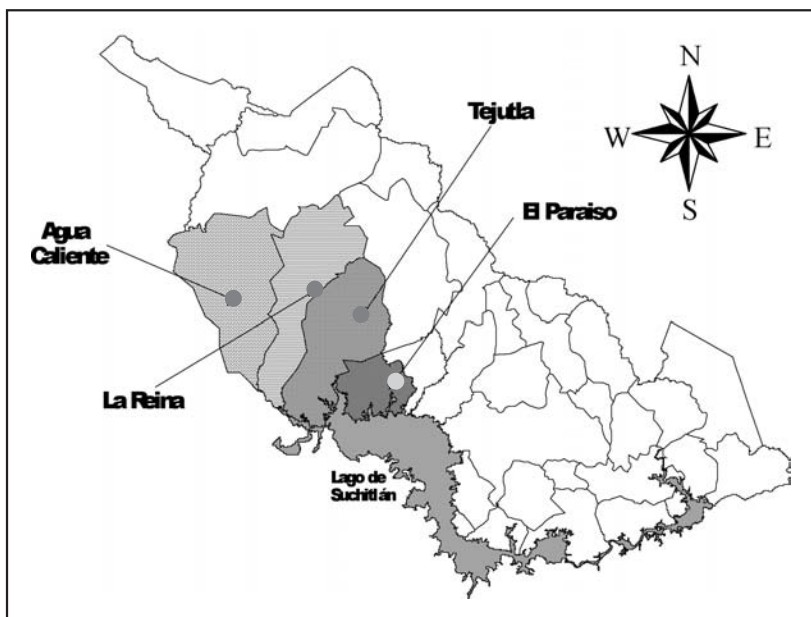 N
W
E
S
Tejutla
El Paraiso
Agua
Caliente
La Reina
Lago de
Suchitlán